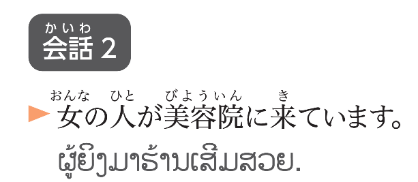 かいわ
会話 2
おんな ひと びよういん き
女の人が美容院に来ています。
ຜູ້ຍິງມາຮ້ານເສີມສວຍ.